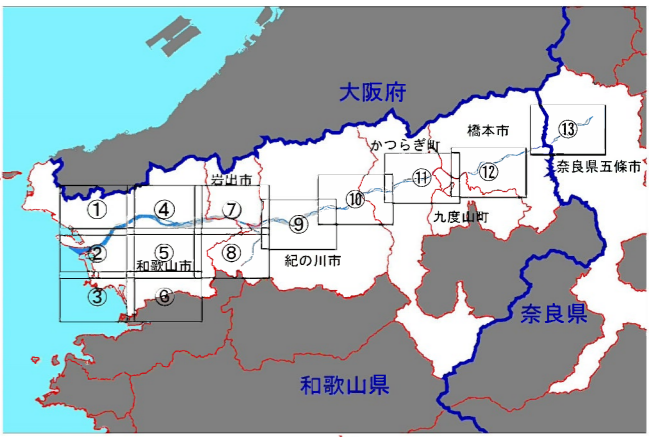 大阪府
橋本市
⑬
かつらぎ町
奈良県五條市
岩出市
⑫
⑪
⑩
①
④
⑦
九度山町
⑨
②
⑤
⑧
和歌山市
紀の川市
③
⑥
奈良県
和歌山県